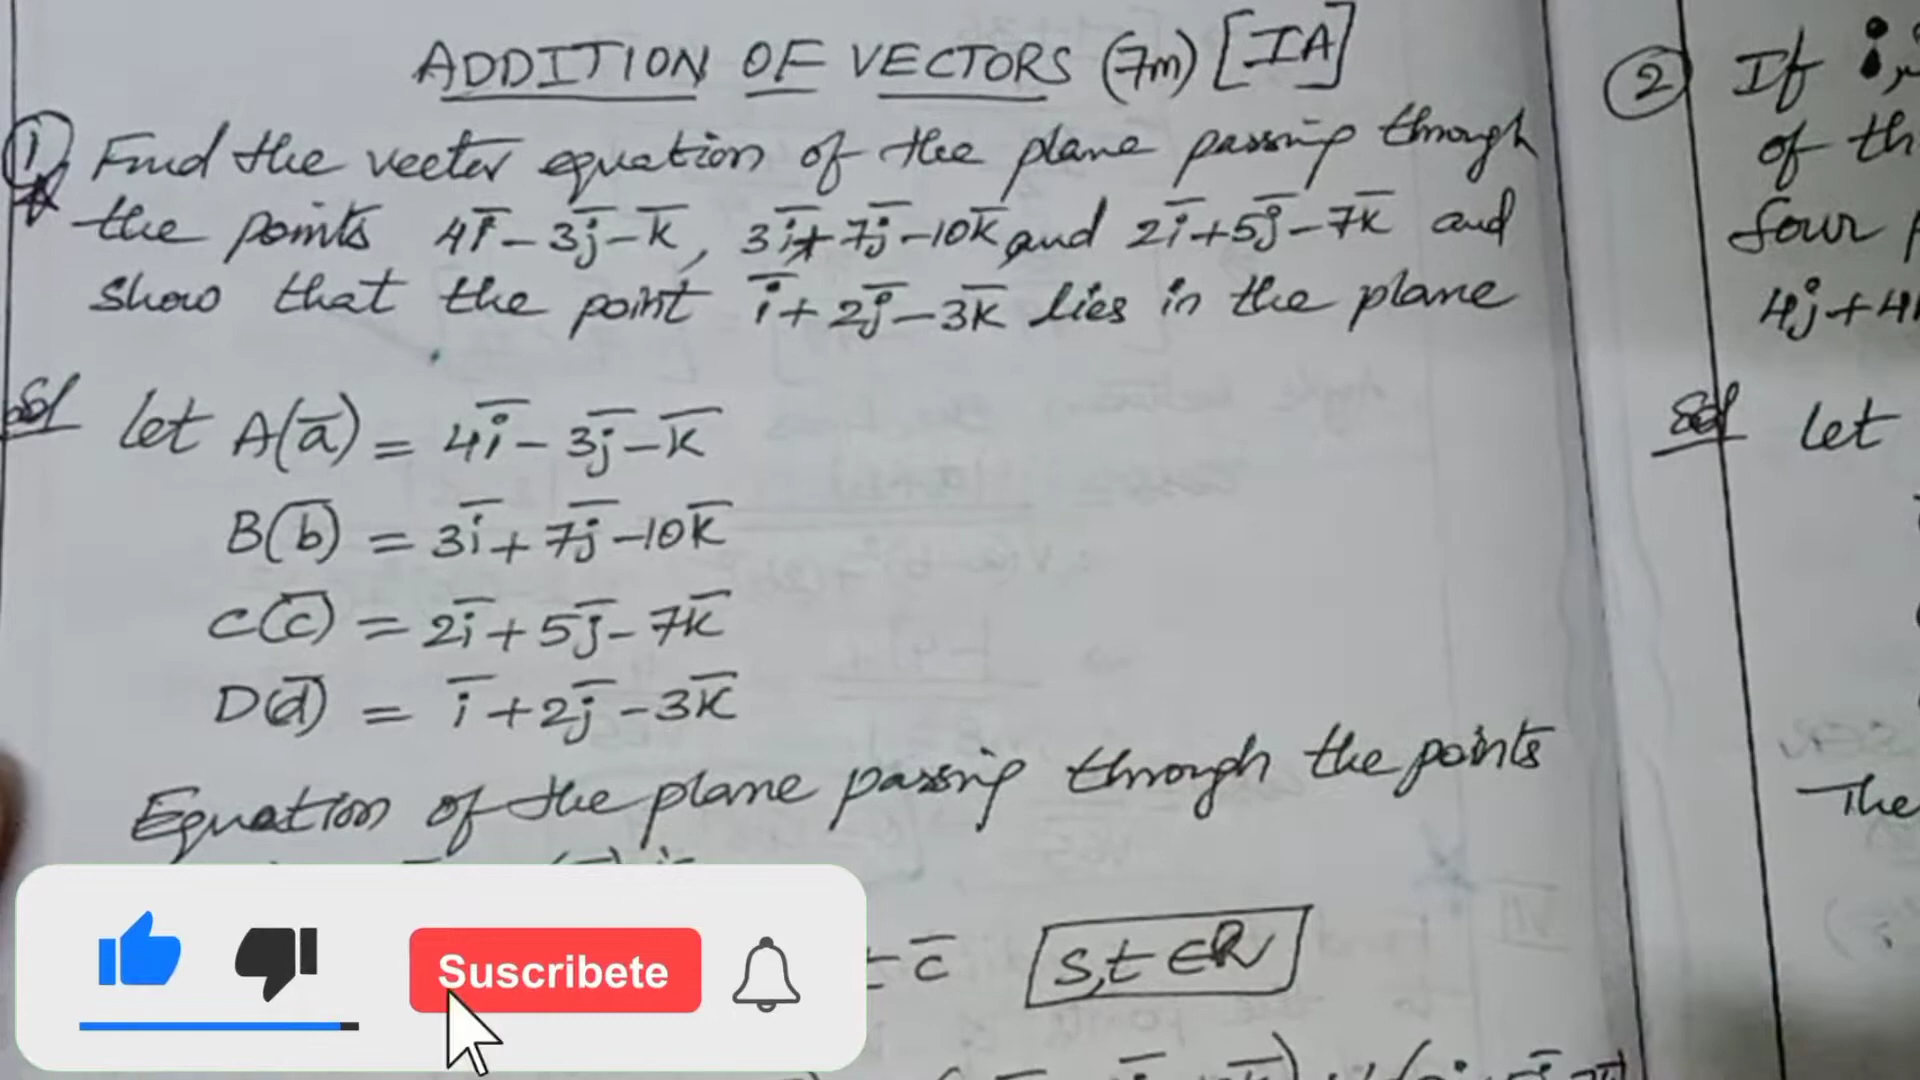 ADDITION OF VECTORS (7m) [IA]
① Find the vector equation of the plane passing through
the points 4i̅ - 3j̅ - k̅, 3i̅ + 7j̅ - 10k̅ and 2i̅ + 5j̅ - 7k̅ and
show that the point i̅ + 2j̅ - 3k̅ lies in the plane
Sol let A(a̅) = 4i̅ - 3j̅ - k̅
B(b̅) = 3i̅ + 7j̅ - 10k̅
C(c̅) = 2i̅ + 5j̅ - 7k̅
D(d̅) = i̅ + 2j̅ - 3k̅
Equation of the plane passing through the points
t c̅ s,t ∈ R
Suscribete
② If i,
of th
four p
4j + 4k
Sol let
The